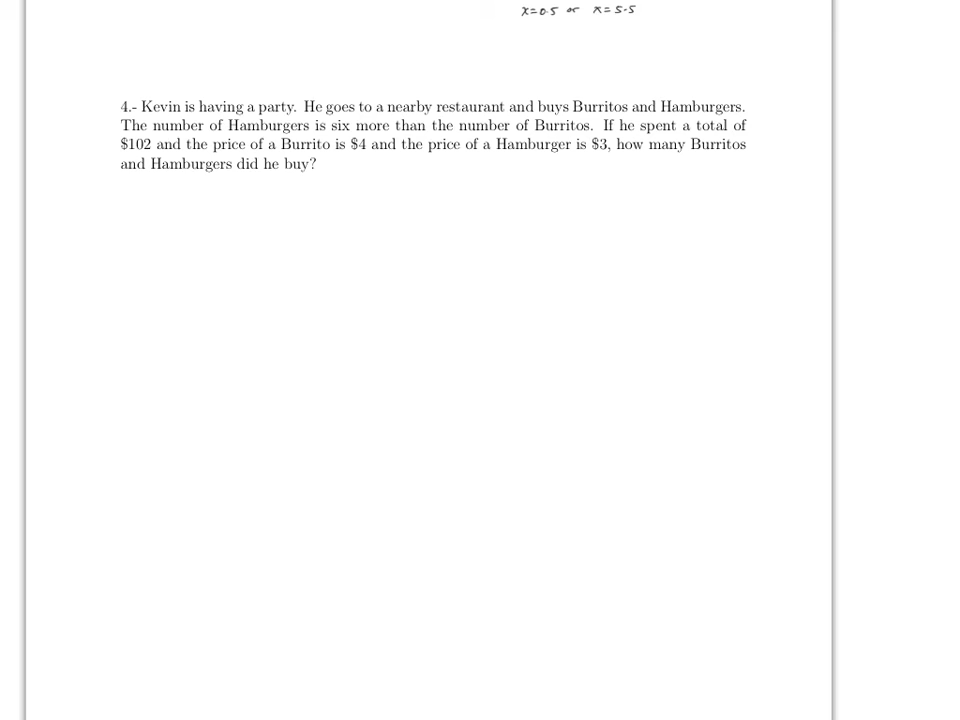 x=0.5 or x=5.5
4.- Kevin is having a party. He goes to a nearby restaurant and buys Burritos and Hamburgers.
The number of Hamburgers is six more than the number of Burritos. If he spent a total of
$102 and the price of a Burrito is $4 and the price of a Hamburger is $3, how many Burritos
and Hamburgers did he buy?